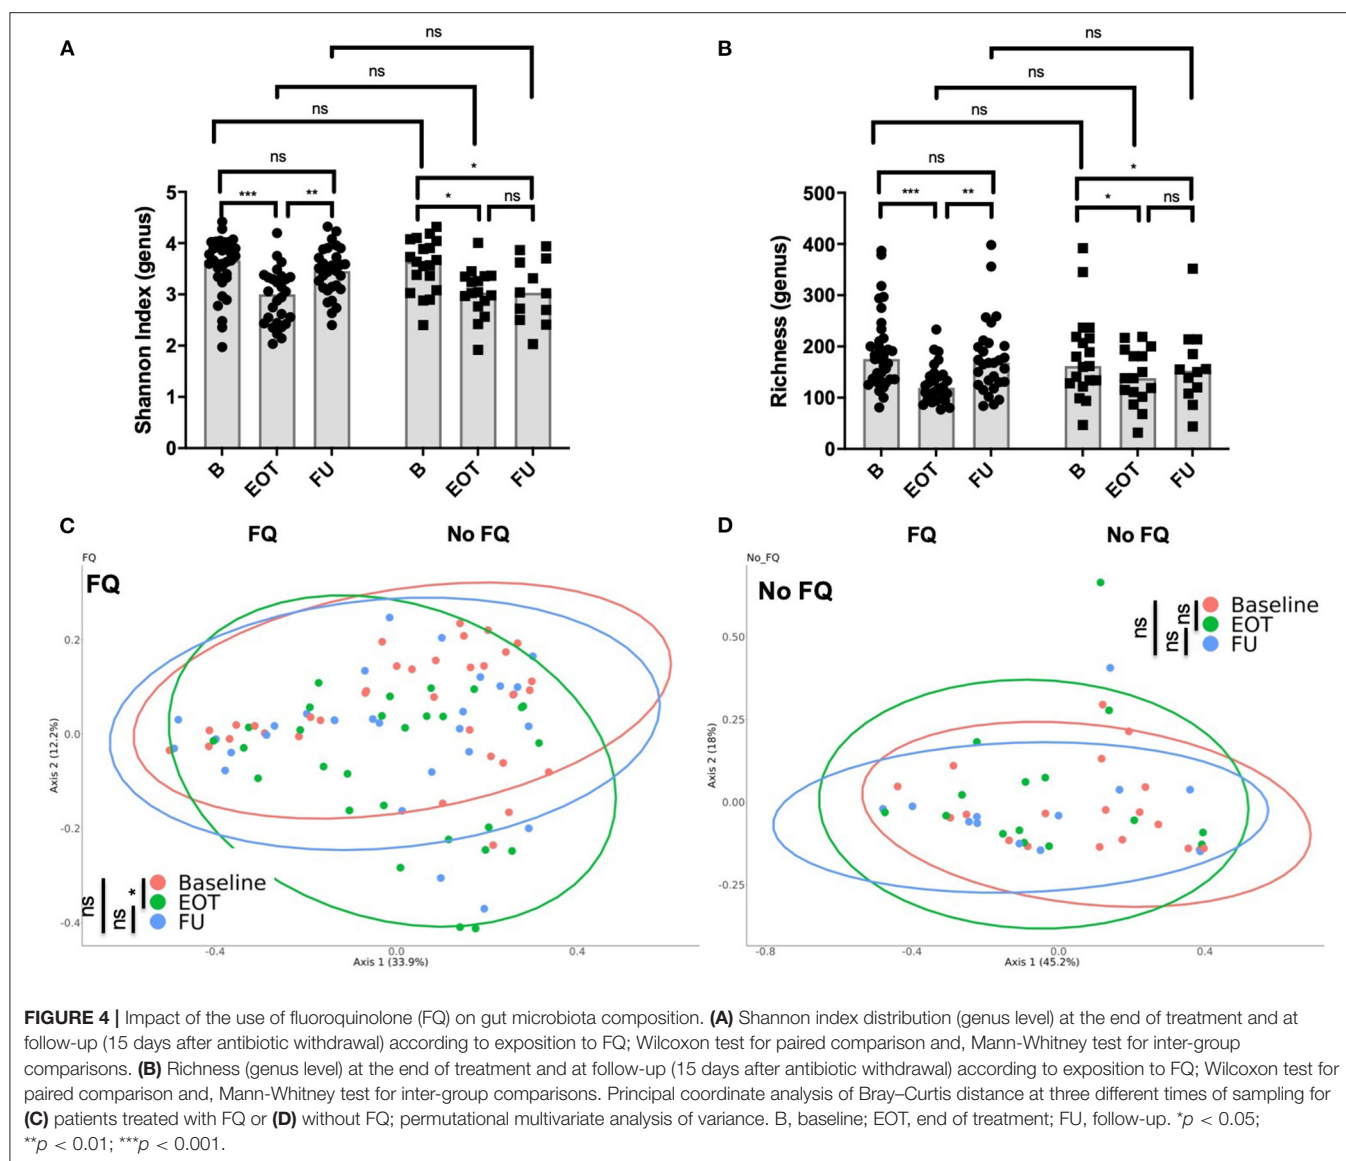 A
ns
ns
ns
ns
*
*** ** * ns
Shannon Index (genus)
5
4
3
2
1
0
B EOT FU B EOT FU
FQ No FQ
B
ns
ns
ns
ns
*
*** ** * ns
Richness (genus)
500
400
300
200
100
0
B EOT FU B EOT FU
FQ No FQ
C
FQ
FQ
Axis 2 (12.2%)
0.2
0.0
-0.2
-0.4
ns ns *
Baseline
EOT
FU
-0.4 0.0 0.4
Axis 1 (33.9%)
D
No_FQ
No FQ
ns ns ns
Baseline
EOT
FU
Axis 2 (18%)
0.50
0.25
0.00
-0.25
-0.8 -0.4 0.0 0.4
Axis 1 (45.2%)
FIGURE 4 | Impact of the use of fluoroquinolone (FQ) on gut microbiota composition. (A) Shannon index distribution (genus level) at the end of treatment and at
follow-up (15 days after antibiotic withdrawal) according to exposition to FQ; Wilcoxon test for paired comparison and, Mann-Whitney test for inter-group
comparisons. (B) Richness (genus level) at the end of treatment and at follow-up (15 days after antibiotic withdrawal) according to exposition to FQ; Wilcoxon test for
paired comparison and, Mann-Whitney test for inter-group comparisons. Principal coordinate analysis of Bray–Curtis distance at three different times of sampling for
(C) patients treated with FQ or (D) without FQ; permutational multivariate analysis of variance. B, baseline; EOT, end of treatment; FU, follow-up. *p < 0.05;
**p < 0.01; ***p < 0.001.